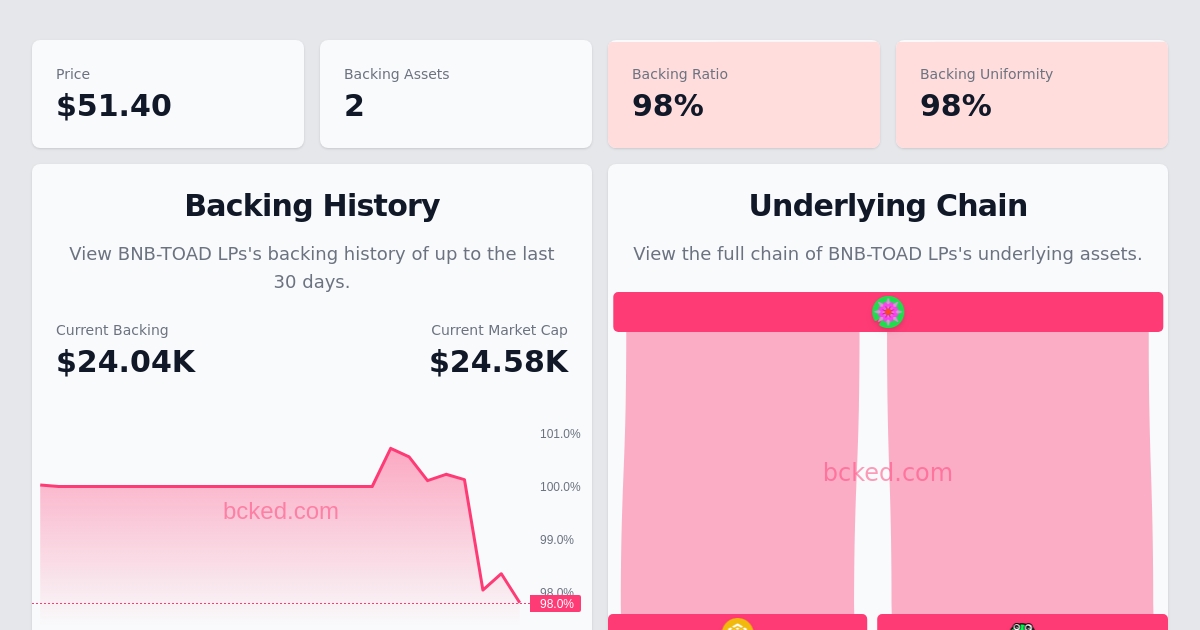 Price
$51.40
Backing Assets
2
Backing Ratio
98%
Backing Uniformity
98%
Backing History
View BNB-TOAD LPs's backing history of up to the last
30 days.
Current Backing
$24.04K
Current Market Cap
$24.58K
101.0%
100.0%
99.0%
98.0%
98.0%
bcked.com
Underlying Chain
View the full chain of BNB-TOAD LPs's underlying assets.
bcked.com